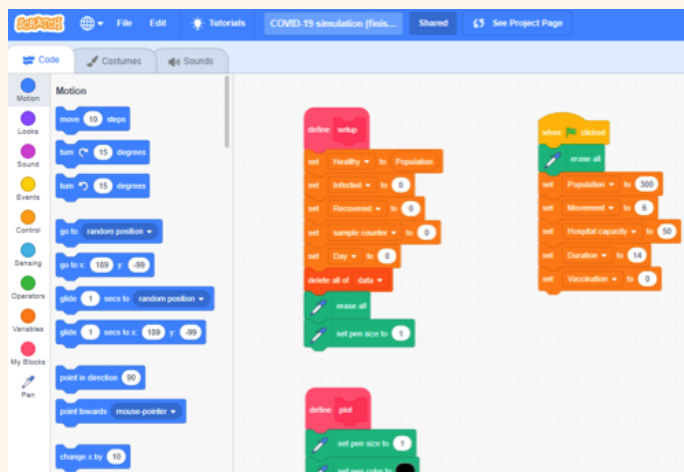 SCRATCH File Edit Tutorials COVID-19 simulation (finis... Shared See Project Page
Code Costumes Sounds
Motion
Looks
Sound
Events
Control
Sensing
Operators
Variables
My Blocks
Pen
Motion
move 10 steps
turn 15 degrees
turn 15 degrees
go to random position
go to x: 189 y: -99
glide 1 secs to random position
glide 1 secs to x: 189 y: -99
point in direction 90
point towards mouse-pointer
change x by 10
define setup
set Healthy to Population
set Infected to 0
set Recovered to 0
set sample counter to 0
set Day to 0
delete all of data
erase all
set pen size to 1
define plot
set pen size to 1
set pen color to
when clicked
erase all
set Population to 300
set Movement to 6
set Hospital capacity to 50
set Duration to 14
set Vaccination to 0